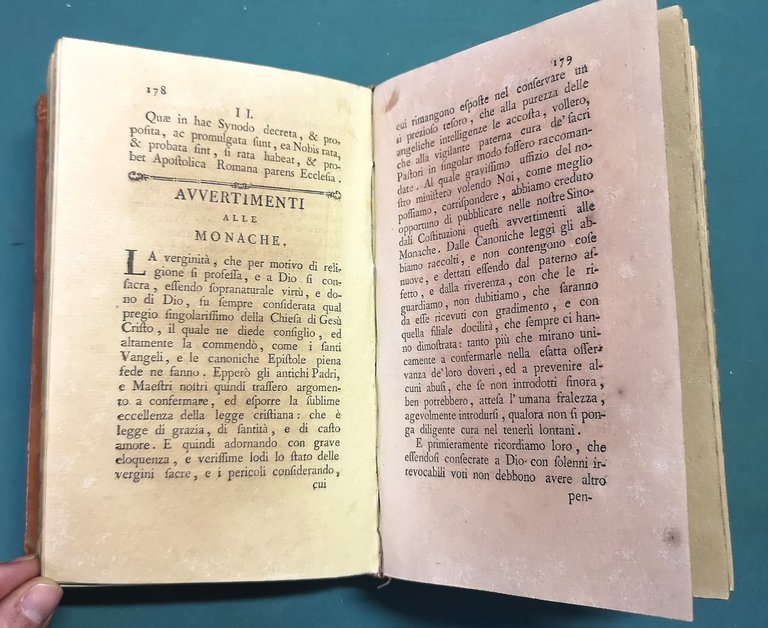 178
II.
Quæ in hac Synodo decreta, & pro-
posita, ac promulgata sunt, ea Nobis rata,
& probata sint, si rata habeat, & pro-
bet Apostolica Romana parens Ecclesia.
AVVERTIMENTI
ALLE
MONACHE.
LA verginità, che per motivo di reli-
gione si professa, e a Dio si con-
sacra, essendo sopranaturale virtù, e do-
no di Dio, fu sempre considerata qual
pregio singolarissimo della Chiesa di Gesù
Cristo, il quale ne diede consiglio, ed
altamente la commendò, come i santi
Vangeli, e le canoniche Epistole piena
fede ne fanno. Epperò gli antichi Padri,
e Maestri nostri quindi trassero argomen-
to a confermare, ed esporre la sublime
eccellenza della legge cristiana: che è
legge di grazia, di santità, e di casto
amore. E quindi adornando con grave
eloquenza, e verissime lodi lo stato delle
vergini sacre, e i pericoli considerando,
cui
179
cui rimangono esposte nel conservare un
sì prezioso tesoro, che alla purezza delle
angeliche intelligenze le accosta, vollero,
che alla vigilante paterna cura de' sacri
Pastori in singolar modo fossero raccoman-
date. Al quale gravissimo uffizio del no-
stro ministero volendo Noi, come meglio
possiamo, corrispondere, abbiamo creduto
opportuno di pubblicare nelle nostre Sino-
dali Costituzioni questi avvertimenti alle
Monache. Dalle Canoniche leggi gli ab-
biamo raccolti, e non contengono cose
nuove, e dettati essendo dal paterno af-
fetto, e dalla riverenza, con che le ri-
guardiamo, non dubitiamo, che saranno
da esse ricevuti con gradimento, e con
quella filiale docilità, che sempre ci han-
no dimostrata: tanto più che mirano uni-
camente a confermarle nella esatta osser-
vanza de' loro doveri, ed a prevenire al-
cuni abusi, che se non introdotti finora,
ben potrebbero, attesa l'umana fralezza,
agevolmente introdursi, qualora non si pon-
ga diligente cura nel tenerli lontani.
E primieramente ricordiamo loro, che
essendosi consecrate a Dio con solenni ir-
revocabili voti non debbono avere altro
pen-